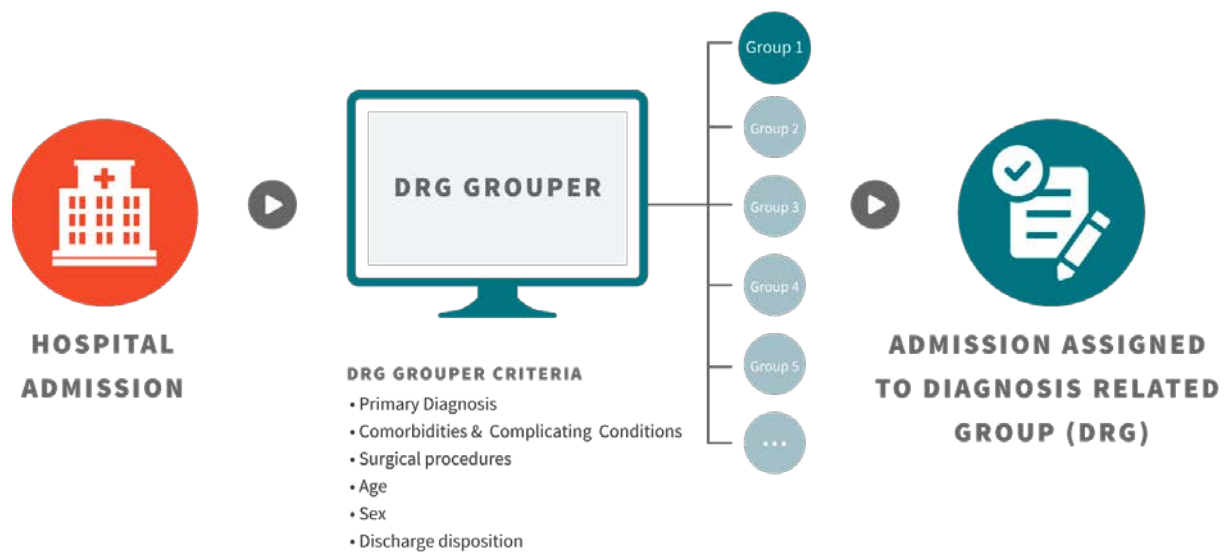 HOSPITAL
ADMISSION
DRG GROUPER
DRG GROUPER CRITERIA
• Primary Diagnosis
• Comorbidities & Complicating Conditions
• Surgical procedures
• Age
• Sex
• Discharge disposition
Group 1
Group 2
Group 3
Group 4
Group 5
...
ADMISSION ASSIGNED
TO DIAGNOSIS RELATED
GROUP (DRG)